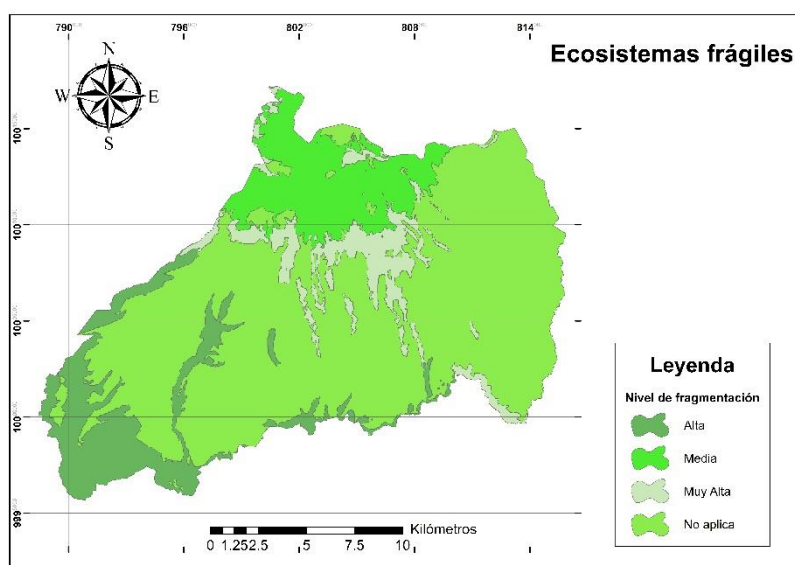 790 796 802 808 814
Ecosistemas frágiles
N
W E
S
100
100
100
100
999
Leyenda
Nivel de fragmentación
Alta
Media
Muy Alta
No aplica
Kilómetros
0 1.252.5 5 7.5 10